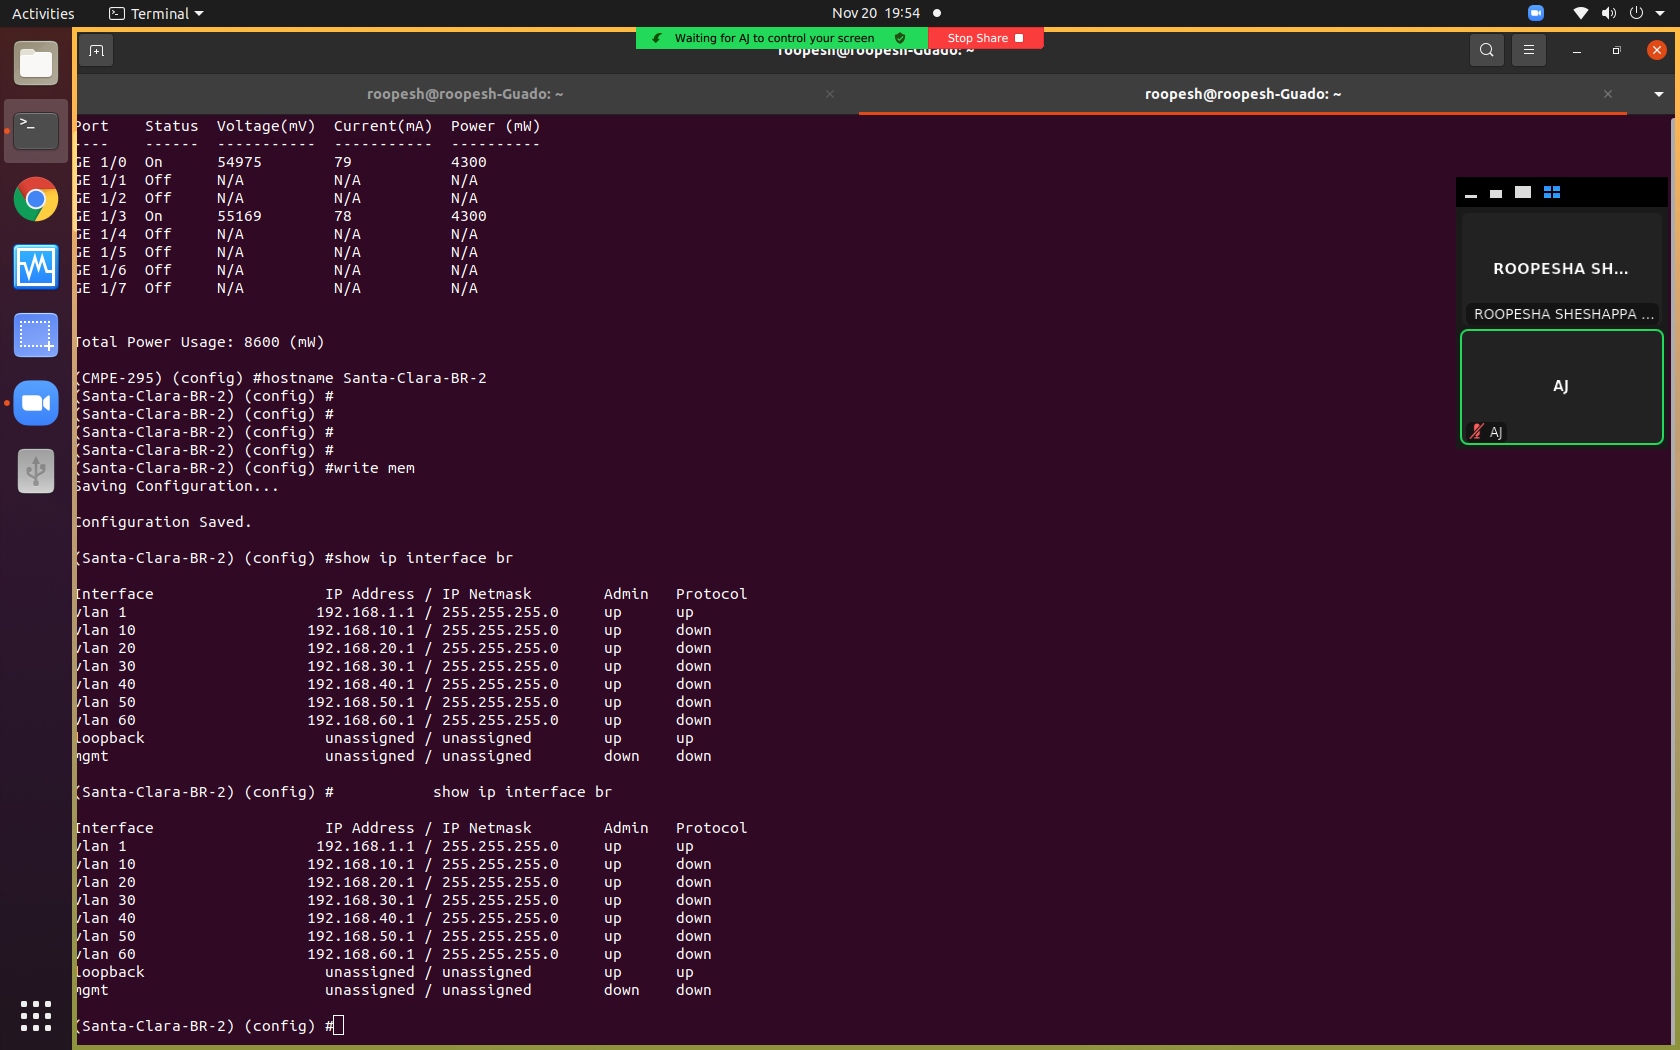 Activities Terminal Nov 20 19:54
Waiting for AJ to control your screen Stop Share
roopesh@roopesh-Guado: ~
roopesh@roopesh-Guado: ~ roopesh@roopesh-Guado: ~
Port Status Voltage(mV) Current(mA) Power (mW)
---- ------ ----------- ----------- ----------
GE 1/0 On 54975 79 4300
GE 1/1 Off N/A N/A N/A
GE 1/2 Off N/A N/A N/A
GE 1/3 On 55169 78 4300
GE 1/4 Off N/A N/A N/A
GE 1/5 Off N/A N/A N/A
GE 1/6 Off N/A N/A N/A
GE 1/7 Off N/A N/A N/A
Total Power Usage: 8600 (mW)
(CMPE-295) (config) #hostname Santa-Clara-BR-2
(Santa-Clara-BR-2) (config) #
(Santa-Clara-BR-2) (config) #
(Santa-Clara-BR-2) (config) #
(Santa-Clara-BR-2) (config) #
(Santa-Clara-BR-2) (config) #write mem
Saving Configuration...
Configuration Saved.
(Santa-Clara-BR-2) (config) #show ip interface br
Interface IP Address / IP Netmask Admin Protocol
vlan 1 192.168.1.1 / 255.255.255.0 up up
vlan 10 192.168.10.1 / 255.255.255.0 up down
vlan 20 192.168.20.1 / 255.255.255.0 up down
vlan 30 192.168.30.1 / 255.255.255.0 up down
vlan 40 192.168.40.1 / 255.255.255.0 up down
vlan 50 192.168.50.1 / 255.255.255.0 up down
vlan 60 192.168.60.1 / 255.255.255.0 up down
loopback unassigned / unassigned up up
mgmt unassigned / unassigned down down
(Santa-Clara-BR-2) (config) # show ip interface br
Interface IP Address / IP Netmask Admin Protocol
vlan 1 192.168.1.1 / 255.255.255.0 up up
vlan 10 192.168.10.1 / 255.255.255.0 up down
vlan 20 192.168.20.1 / 255.255.255.0 up down
vlan 30 192.168.30.1 / 255.255.255.0 up down
vlan 40 192.168.40.1 / 255.255.255.0 up down
vlan 50 192.168.50.1 / 255.255.255.0 up down
vlan 60 192.168.60.1 / 255.255.255.0 up down
loopback unassigned / unassigned up up
mgmt unassigned / unassigned down down
(Santa-Clara-BR-2) (config) #
ROOPESHA SH...
ROOPESHA SHESHAPPA ...
AJ
AJ